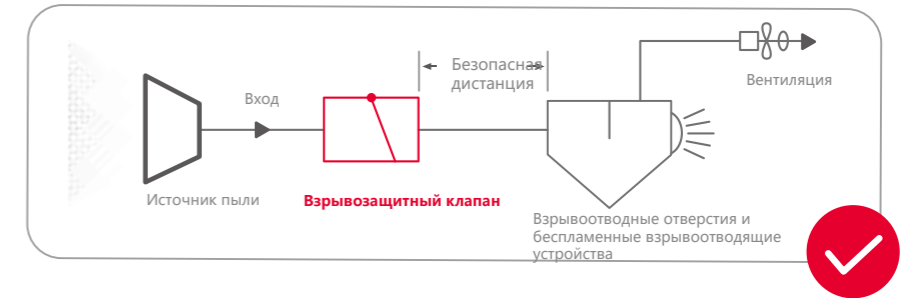 Безопасная
дистанция
Вентиляция
Вход
Источник пыли
Взрывозащитный клапан
Взрывоотводные отверстия и
беспламенные взрывоотводящие
устройства